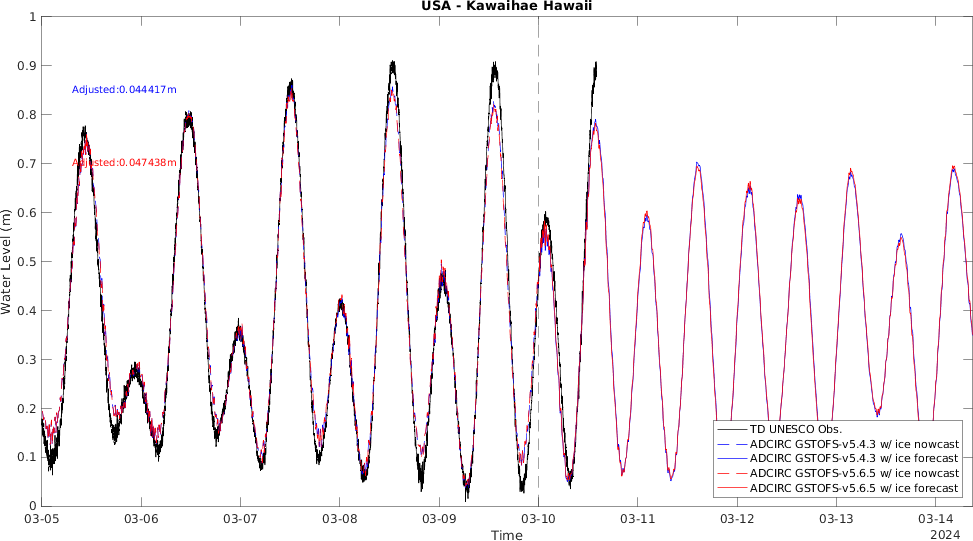 USA - Kawaihae Hawaii
1
0.9
0.8
0.7
0.6
0.5
0.4
0.3
0.2
0.1
0
Water Level (m)
Adjusted:0.044417m
Adjusted:0.047438m
TD UNESCO Obs.
ADCIRC GSTOFS-v5.4.3 w/ ice nowcast
ADCIRC GSTOFS-v5.4.3 w/ ice forecast
ADCIRC GSTOFS-v5.6.5 w/ ice nowcast
ADCIRC GSTOFS-v5.6.5 w/ ice forecast
03-05 03-06 03-07 03-08 03-09 03-10 03-11 03-12 03-13 03-14
Time
2024